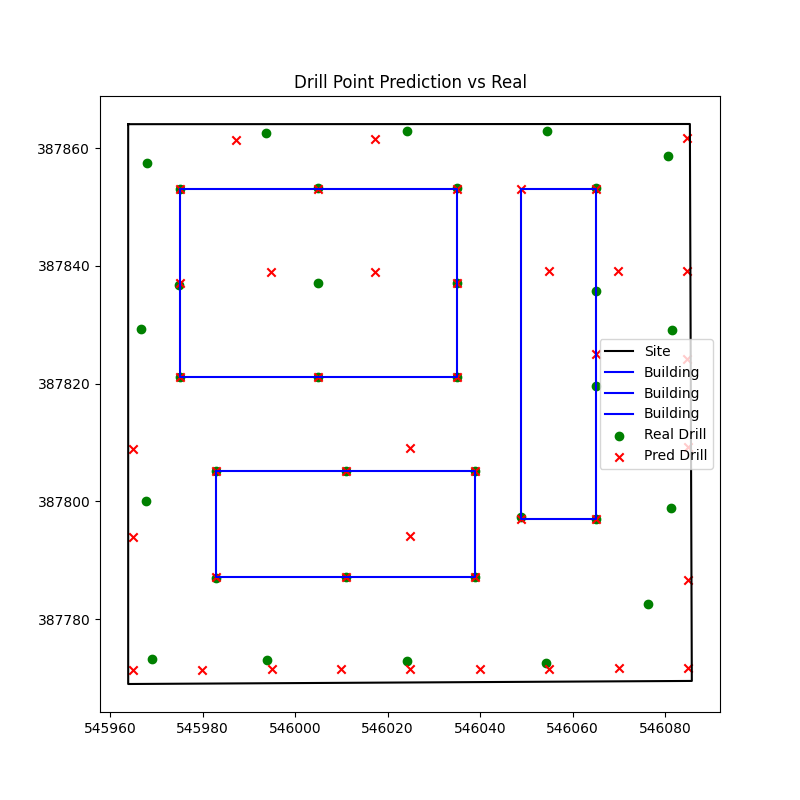 Drill Point Prediction vs Real
387860
387840
387820
387800
387780
545960 545980 546000 546020 546040 546060 546080
Site
Building
Building
Building
Real Drill
Pred Drill